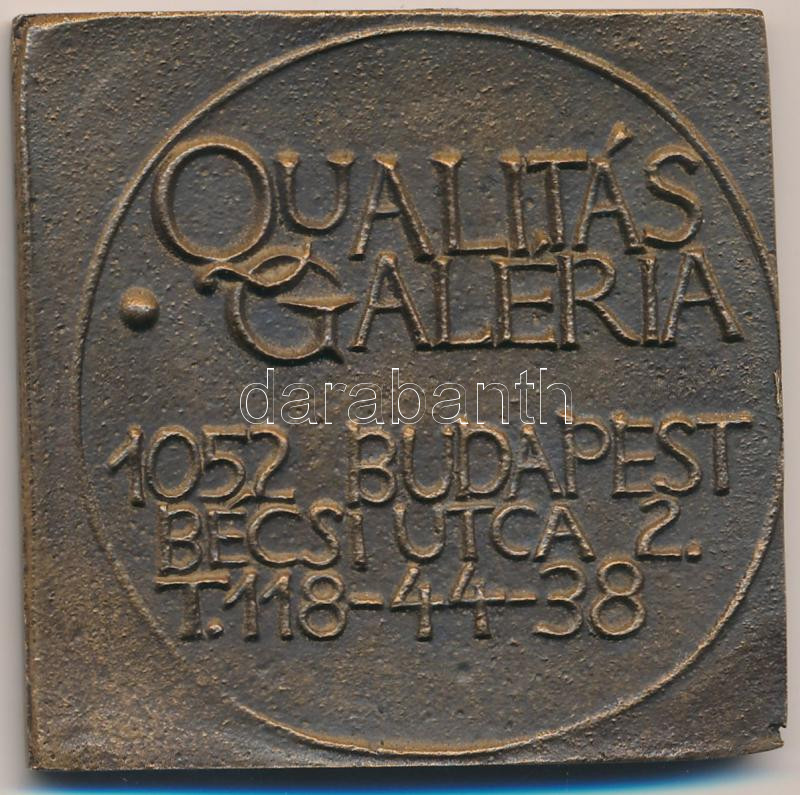 QUALITÁS
GALÉRIA
darabanth
1052 BUDAPEST
BÉCSI UTCA 2.
T.118-44-38